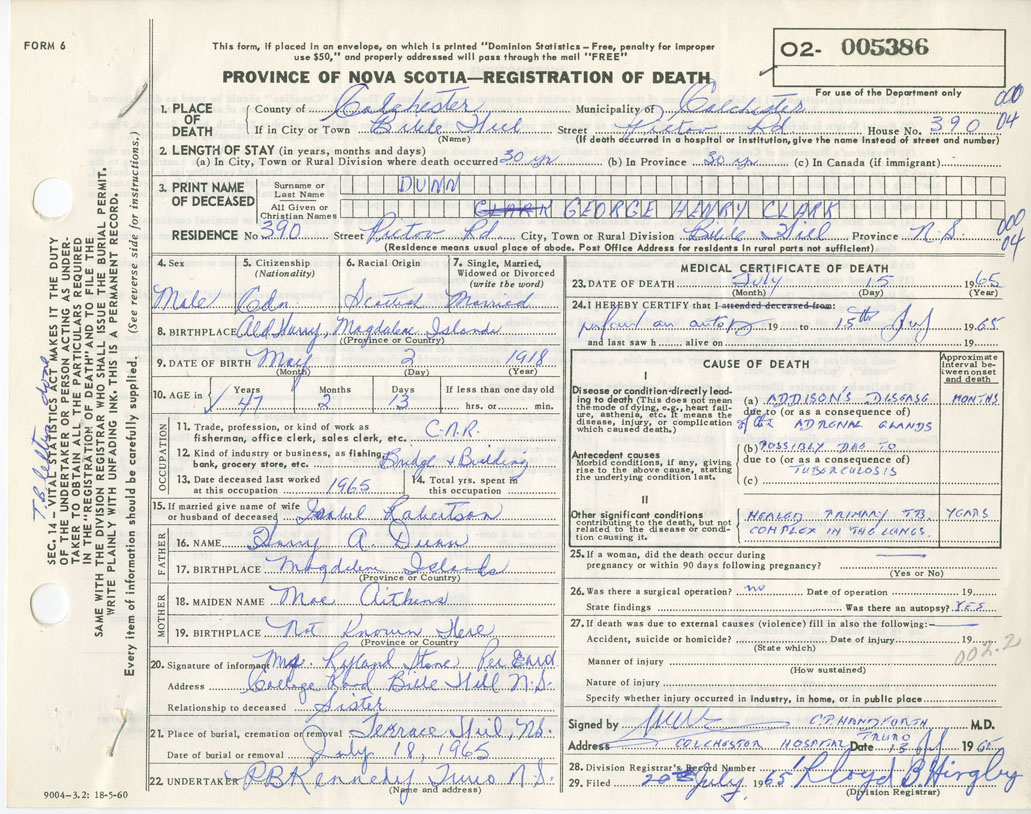 FORM 6
This form, if placed in an envelope, on which is printed "Dominion Statistics – Free, penalty for improper
use $50," and properly addressed will pass through the mail "FREE"
02- 005386
For use of the Department only
PROVINCE OF NOVA SCOTIA—REGISTRATION OF DEATH
000
04
1. PLACE OF DEATH
County of Colchester Municipality of Colchester
If in City or Town Bible Hill Street Pictou Rd House No. 390
(Name) (If death occurred in a hospital or institution, give the name instead of street and number)
2. LENGTH OF STAY (in years, months and days)
(a) In City, Town or Rural Division where death occurred 30 yr (b) In Province 30 yr (c) In Canada (if immigrant)
3. PRINT NAME OF DECEASED
Surname or Last Name DUNN
All Given or Christian Names CLARK GEORGE HENRY CLARK
RESIDENCE No 390 Street Pictou Rd City, Town or Rural Division Bible Hill Province N.S.
000
04
(Residence means usual place of abode. Post Office Address for residents in rural parts not sufficient)
4. Sex Male
5. Citizenship (Nationality) Cdn.
6. Racial Origin Scotish
7. Single, Married, Widowed or Divorced (write the word) Married
8. BIRTHPLACE Old Harry, Magdalen Islands
(Province or Country)
9. DATE OF BIRTH May 2 1918
(Month) (Day) (Year)
10. AGE in Years 47 Months 2 Days 13 If less than one day old hrs. or min.
OCCUPATION
11. Trade, profession, or kind of work as
fisherman, office clerk, sales clerk, etc. C.N.R.
12. Kind of industry or business, as fishing,
bank, grocery store, etc. Bridge + Building
13. Date deceased last worked
at this occupation 1965
14. Total yrs. spent in
this occupation
15. If married give name of wife
or husband of deceased Isabel Robertson
FATHER
16. NAME Henry A. Dunn
17. BIRTHPLACE Magdalen Islands
(Province or Country)
MOTHER
18. MAIDEN NAME Mae Aitkens
19. BIRTHPLACE Not Known Here
(Province or Country)
20. Signature of informant Mrs. Ryland Stone Per
Address College Road Bible Hill N.S.
Relationship to deceased Sister
21. Place of burial, cremation or removal Terrace Hill, NS.
Date of burial or removal July 18, 1965
22. UNDERTAKER P B Kennedy Truro N.S.
(Name and address)
9004-3.2: 18-5-60
MEDICAL CERTIFICATE OF DEATH
23. DATE OF DEATH July 15 1965
(Month) (Day) (Year)
24. I HEREBY CERTIFY that I attended deceased from:
19 to 15th July 1965
and last saw h alive on 19
CAUSE OF DEATH
Approximate interval between onset and death
I
Disease or condition directly leading to death (This does not mean the mode of dying, e.g., heart failure, asthenia, etc. It means the disease, injury, or complication which caused death.)
(a) ADDISON'S DISEASE MONTHS
due to (or as a consequence of)
of the ADRENAL GLANDS
Antecedent causes
Morbid conditions, if any, giving rise to the above cause, stating the underlying condition last.
(b) POSSIBLY DUE TO
due to (or as a consequence of)
TUBERCULOSIS
(c)
II
Other significant conditions
contributing to the death, but not related to the disease or condition causing it.
HEALED PRIMARY TB. YEARS
COMPLEX IN THE LUNGS.
25. If a woman, did the death occur during
pregnancy or within 90 days following pregnancy?
(Yes or No)
26. Was there a surgical operation? no Date of operation 19
State findings Was there an autopsy? YES
27. If death was due to external causes (violence) fill in also the following:
Accident, suicide or homicide? Date of injury 19
(State which)
002.2
Manner of injury
(How sustained)
Nature of injury
Specify whether injury occurred in industry, in home, or in public place
Signed by C.P. HANDFORTH M.D.
TRURO
Address COLCHESTER HOSPITAL Date 1965
28. Division Registrar's Record Number
29. Filed 20th July 1965 Lloyd B. Hingley
(Division Registrar)
SEC. 14 – VITAL STATISTICS ACT MAKES IT THE DUTY
OF THE UNDERTAKER OR PERSON ACTING AS UNDER-
TAKER TO OBTAIN ALL THE PARTICULARS REQUIRED
IN THE "REGISTRATION OF DEATH" AND TO FILE THE
SAME WITH THE DIVISION REGISTRAR WHO SHALL ISSUE THE BURIAL PERMIT.
WRITE PLAINLY WITH UNFADING INK. THIS IS A PERMANENT RECORD.
Every item of information should be carefully supplied. (See reverse side for instructions.)